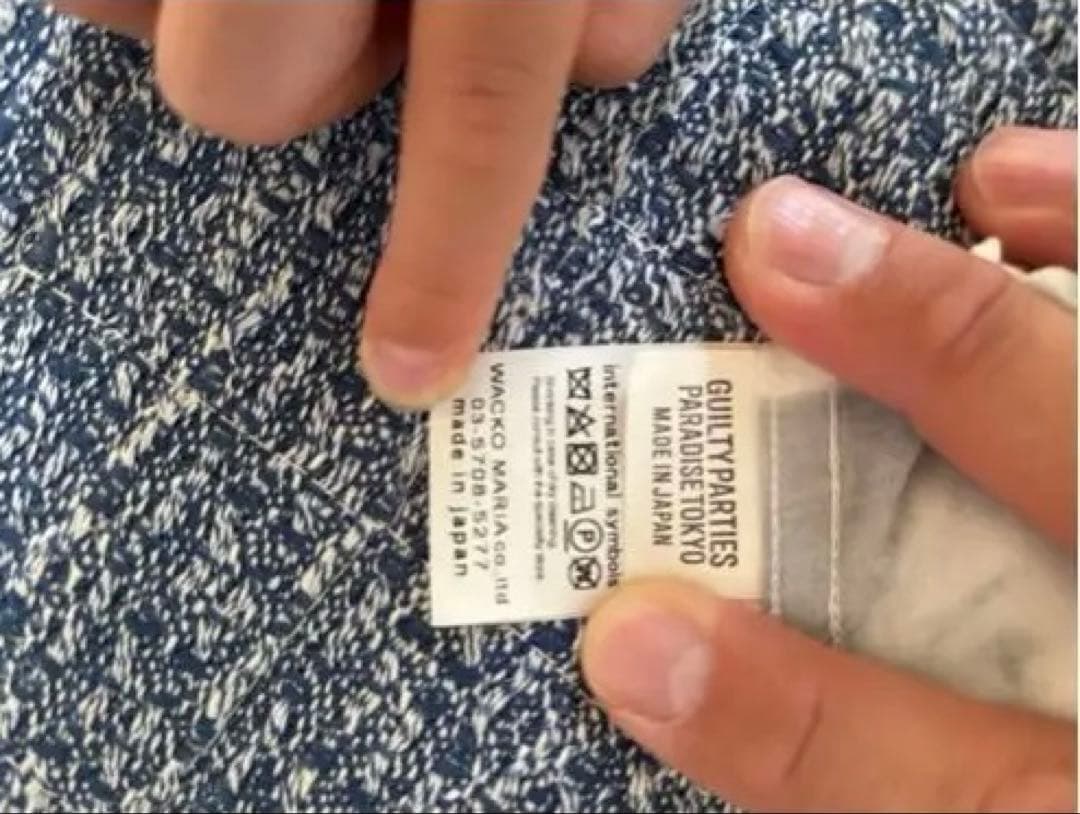 GUILTY PARTIES
PARADISE TOKYO
MADE IN JAPAN
international symbols
P
WACKO MARIA co.,ltd
03-5708-5277
made in japan